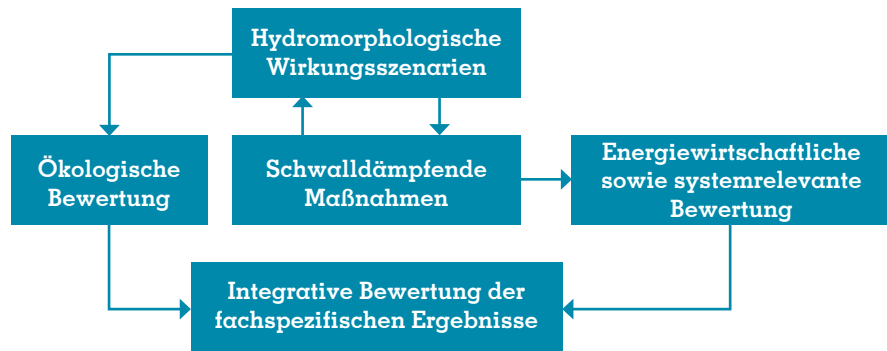 Hydromorphologische
Wirkungsszenarien
Ökologische
Bewertung
Schwalldämpfende
Maßnahmen
Energiewirtschaftliche
sowie systemrelevante
Bewertung
Integrative Bewertung der
fachspezifischen Ergebnisse